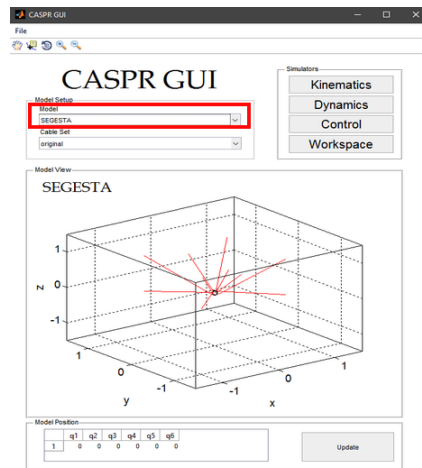 CASPR GUI
File
CASPR GUI
Model Setup
Model
SEGESTA
Cable Set
original
Simulators
Kinematics
Dynamics
Control
Workspace
Model View
SEGESTA
1
0
-1
z
1
0
-1
y
-1
0
1
x
Model Position
q1 q2 q3 q4 q5 q6
1 0 0 0 0 0 0
Update